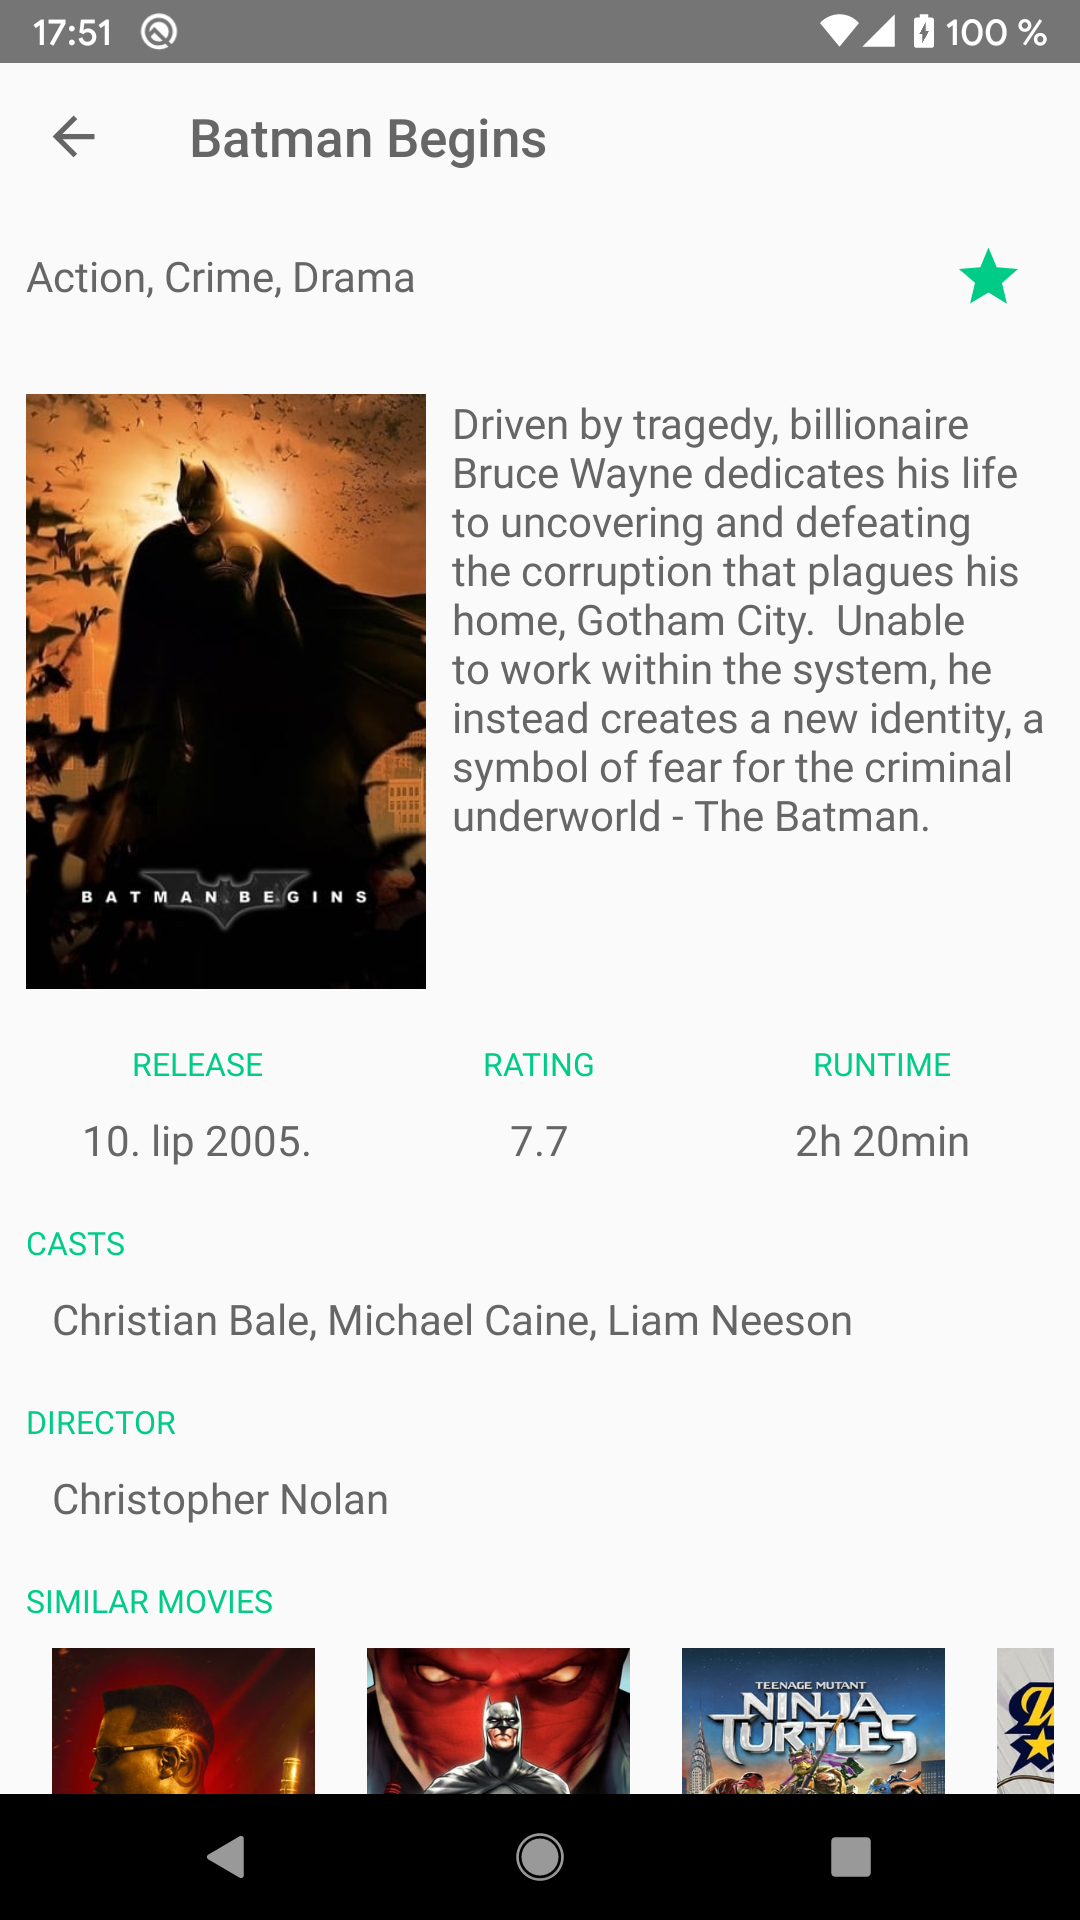 17:51
100 %
Batman Begins
Action, Crime, Drama
Driven by tragedy, billionaire
Bruce Wayne dedicates his life
to uncovering and defeating
the corruption that plagues his
home, Gotham City.  Unable
to work within the system, he
instead creates a new identity, a
symbol of fear for the criminal
underworld - The Batman.
BATMAN BEGINS
RELEASE
RATING
RUNTIME
10. lip 2005.
7.7
2h 20min
CASTS
Christian Bale, Michael Caine, Liam Neeson
DIRECTOR
Christopher Nolan
SIMILAR MOVIES
TEENAGE MUTANT
NINJA
TURTLES